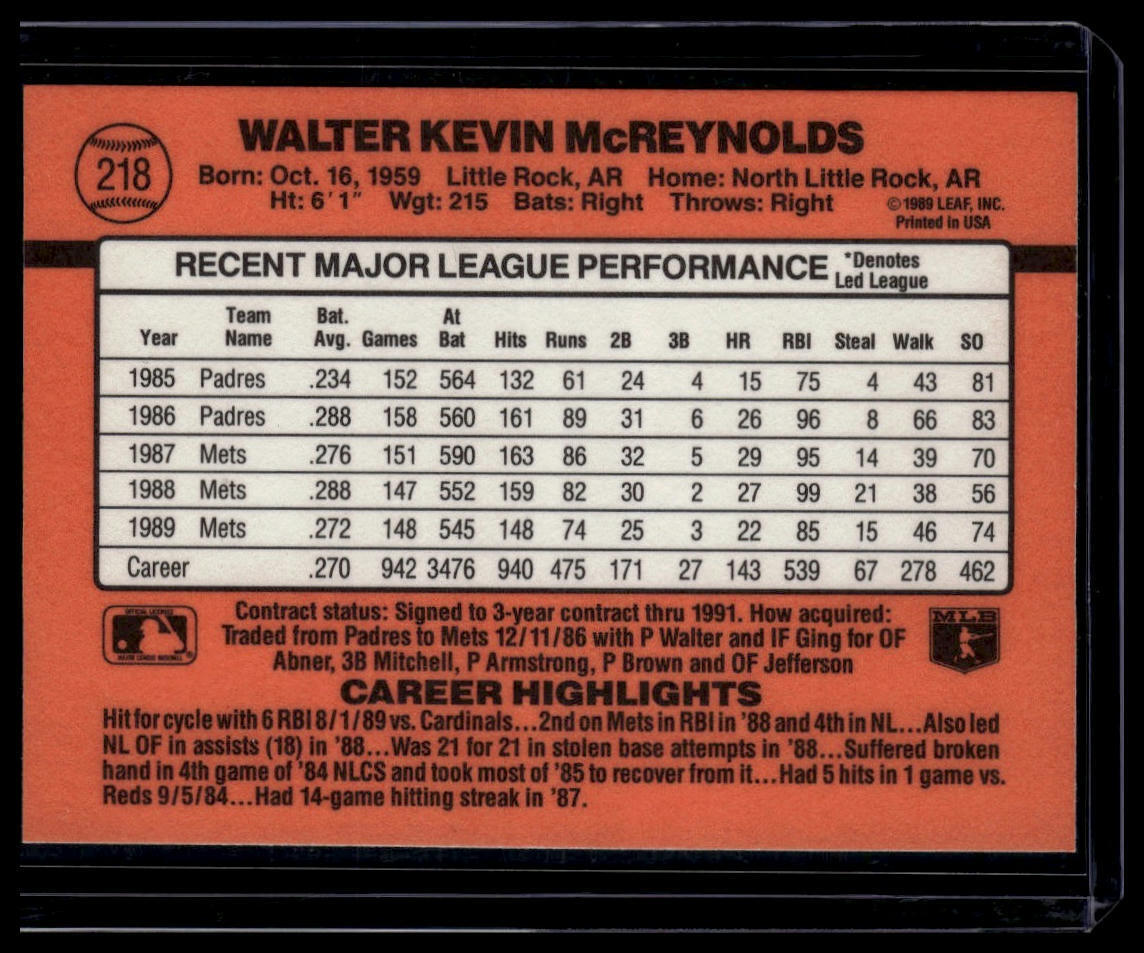 218
WALTER KEVIN McREYNOLDS
Born: Oct. 16, 1959 Little Rock, AR Home: North Little Rock, AR
Ht: 6'1" Wgt: 215 Bats: Right Throws: Right ©1989 LEAF, INC.
Printed in USA
RECENT MAJOR LEAGUE PERFORMANCE *Denotes
Led League
Year Team Name Bat. Avg. Games At Bat Hits Runs 2B 3B HR RBI Steal Walk SO
1985 Padres .234 152 564 132 61 24 4 15 75 4 43 81
1986 Padres .288 158 560 161 89 31 6 26 96 8 66 83
1987 Mets .276 151 590 163 86 32 5 29 95 14 39 70
1988 Mets .288 147 552 159 82 30 2 27 99 21 38 56
1989 Mets .272 148 545 148 74 25 3 22 85 15 46 74
Career .270 942 3476 940 475 171 27 143 539 67 278 462
OFFICIAL LICENSEE
MAJOR LEAGUE BASEBALL
MLB
Contract status: Signed to 3-year contract thru 1991. How acquired:
Traded from Padres to Mets 12/11/86 with P Walter and IF Ging for OF
Abner, 3B Mitchell, P Armstrong, P Brown and OF Jefferson
CAREER HIGHLIGHTS
Hit for cycle with 6 RBI 8/1/89 vs. Cardinals...2nd on Mets in RBI in '88 and 4th in NL...Also led
NL OF in assists (18) in '88...Was 21 for 21 in stolen base attempts in '88...Suffered broken
hand in 4th game of '84 NLCS and took most of '85 to recover from it...Had 5 hits in 1 game vs.
Reds 9/5/84...Had 14-game hitting streak in '87.